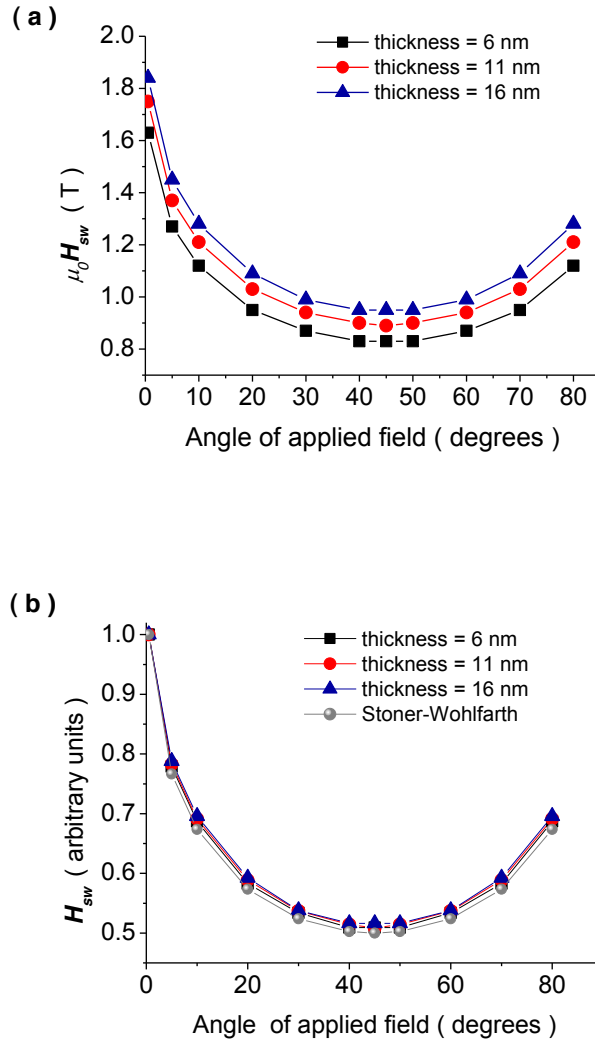 ( a )
2.0
1.8
1.6
1.4
1.2
1.0
0.8
μ0Hsw ( T )
thickness = 6 nm
thickness = 11 nm
thickness = 16 nm
0 10 20 30 40 50 60 70 80
Angle of applied field ( degrees )
( b )
1.0
0.9
0.8
0.7
0.6
0.5
Hsw ( arbitrary units )
thickness = 6 nm
thickness = 11 nm
thickness = 16 nm
Stoner-Wohlfarth
0 20 40 60 80
Angle of applied field ( degrees )